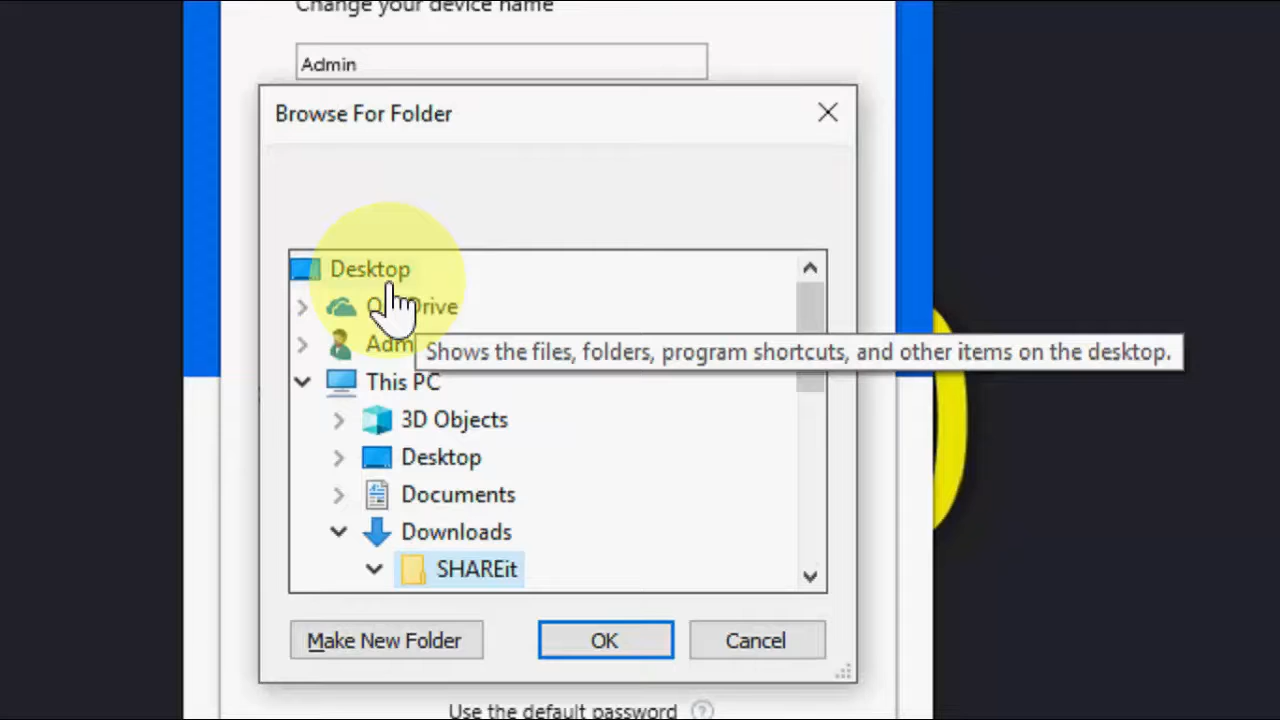 Change your device name
Admin
Browse For Folder
Desktop
OneDrive
Admin
Shows the files, folders, program shortcuts, and other items on the desktop.
This PC
3D Objects
Desktop
Documents
Downloads
SHAREit
Make New Folder
OK
Cancel
Use the default password
?